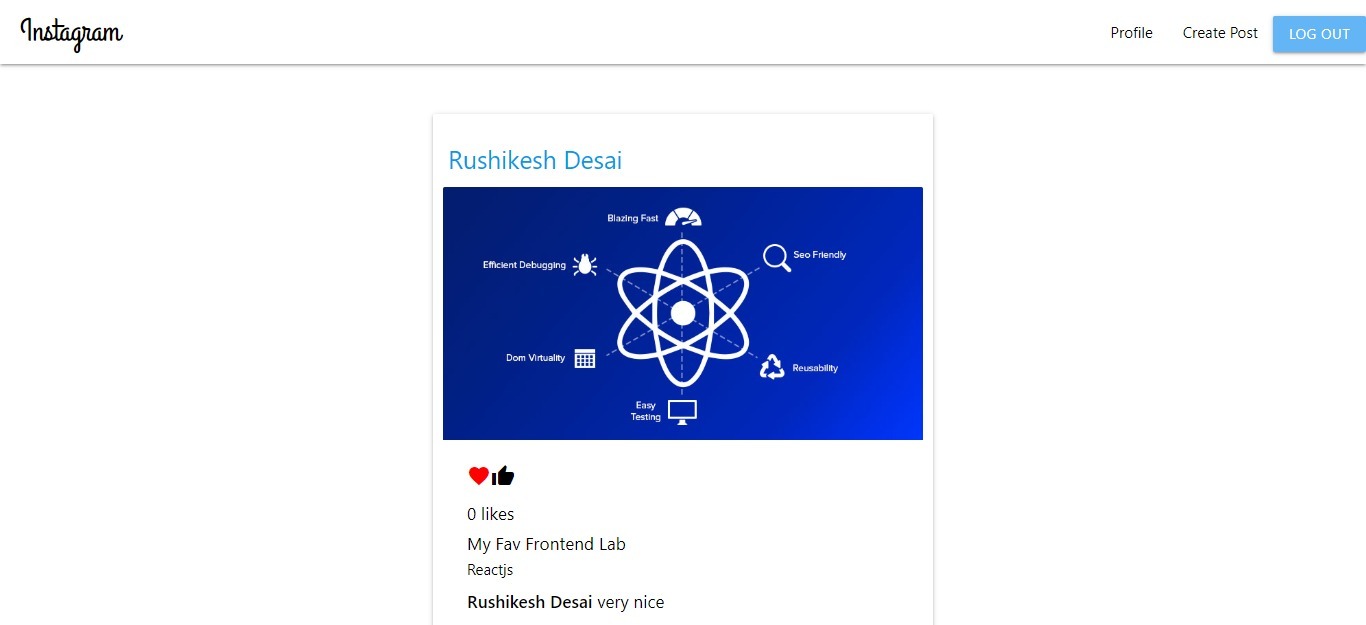 Instagram
Profile
Create Post
LOG OUT
Rushikesh Desai
Blazing Fast
Efficient Debugging
Seo Friendly
Dom Virtuality
Reusability
Easy
Testing
0 likes
My Fav Frontend Lab
Reactjs
Rushikesh Desai very nice